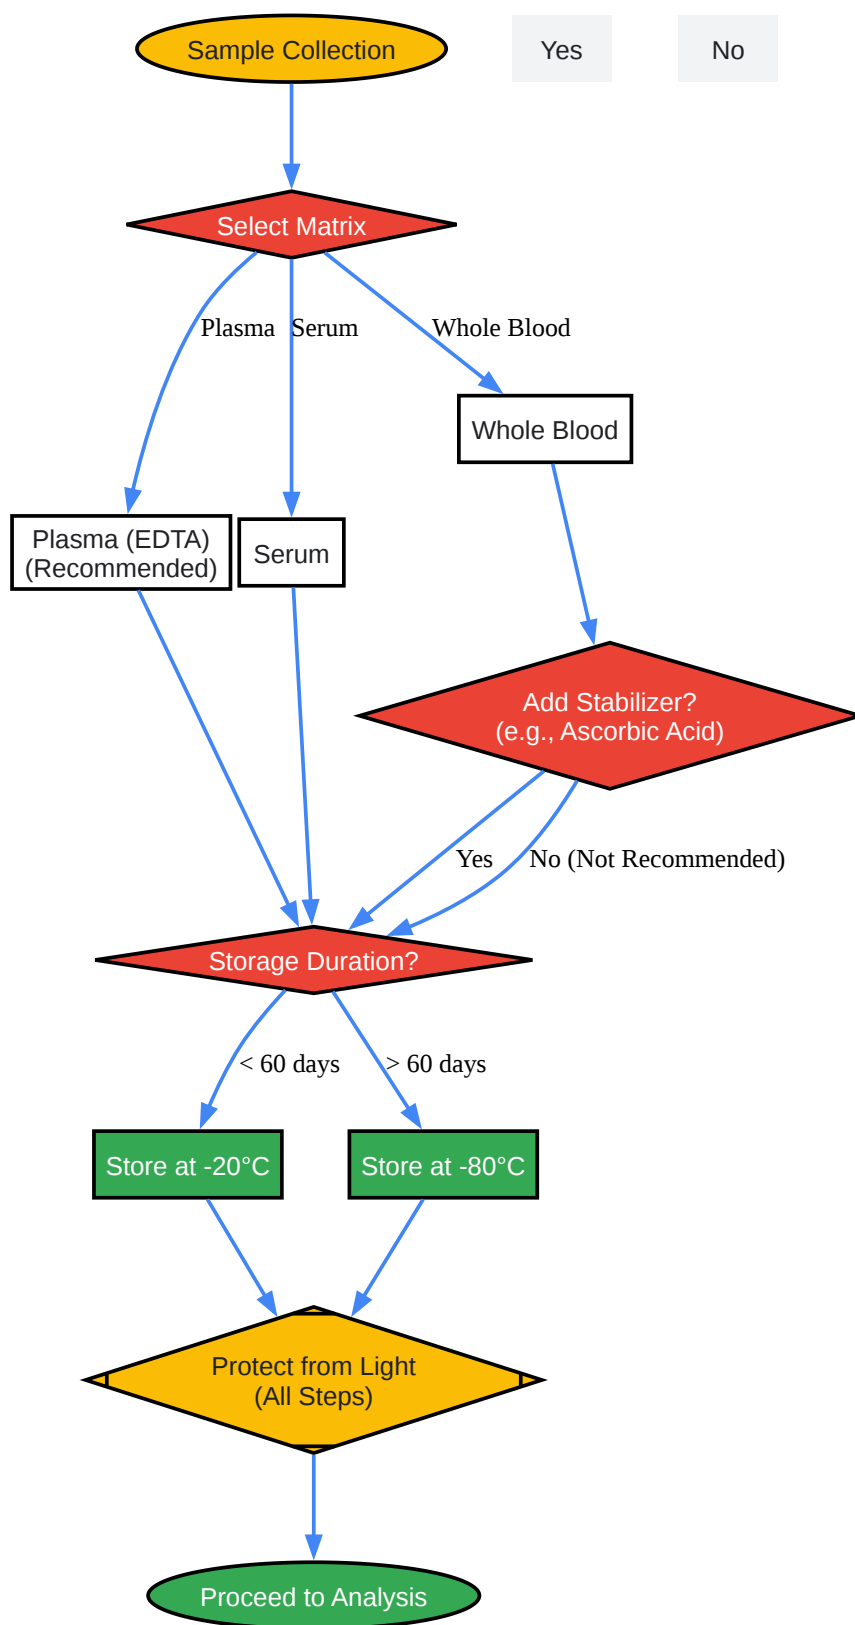 Sample Collection
Yes
No
Select Matrix
Plasma
Serum
Whole Blood
Whole Blood
Plasma (EDTA)
(Recommended)
Serum
Add Stabilizer?
(e.g., Ascorbic Acid)
Yes
No (Not Recommended)
Storage Duration?
< 60 days
> 60 days
Store at -20°C
Store at -80°C
Protect from Light
(All Steps)
Proceed to Analysis